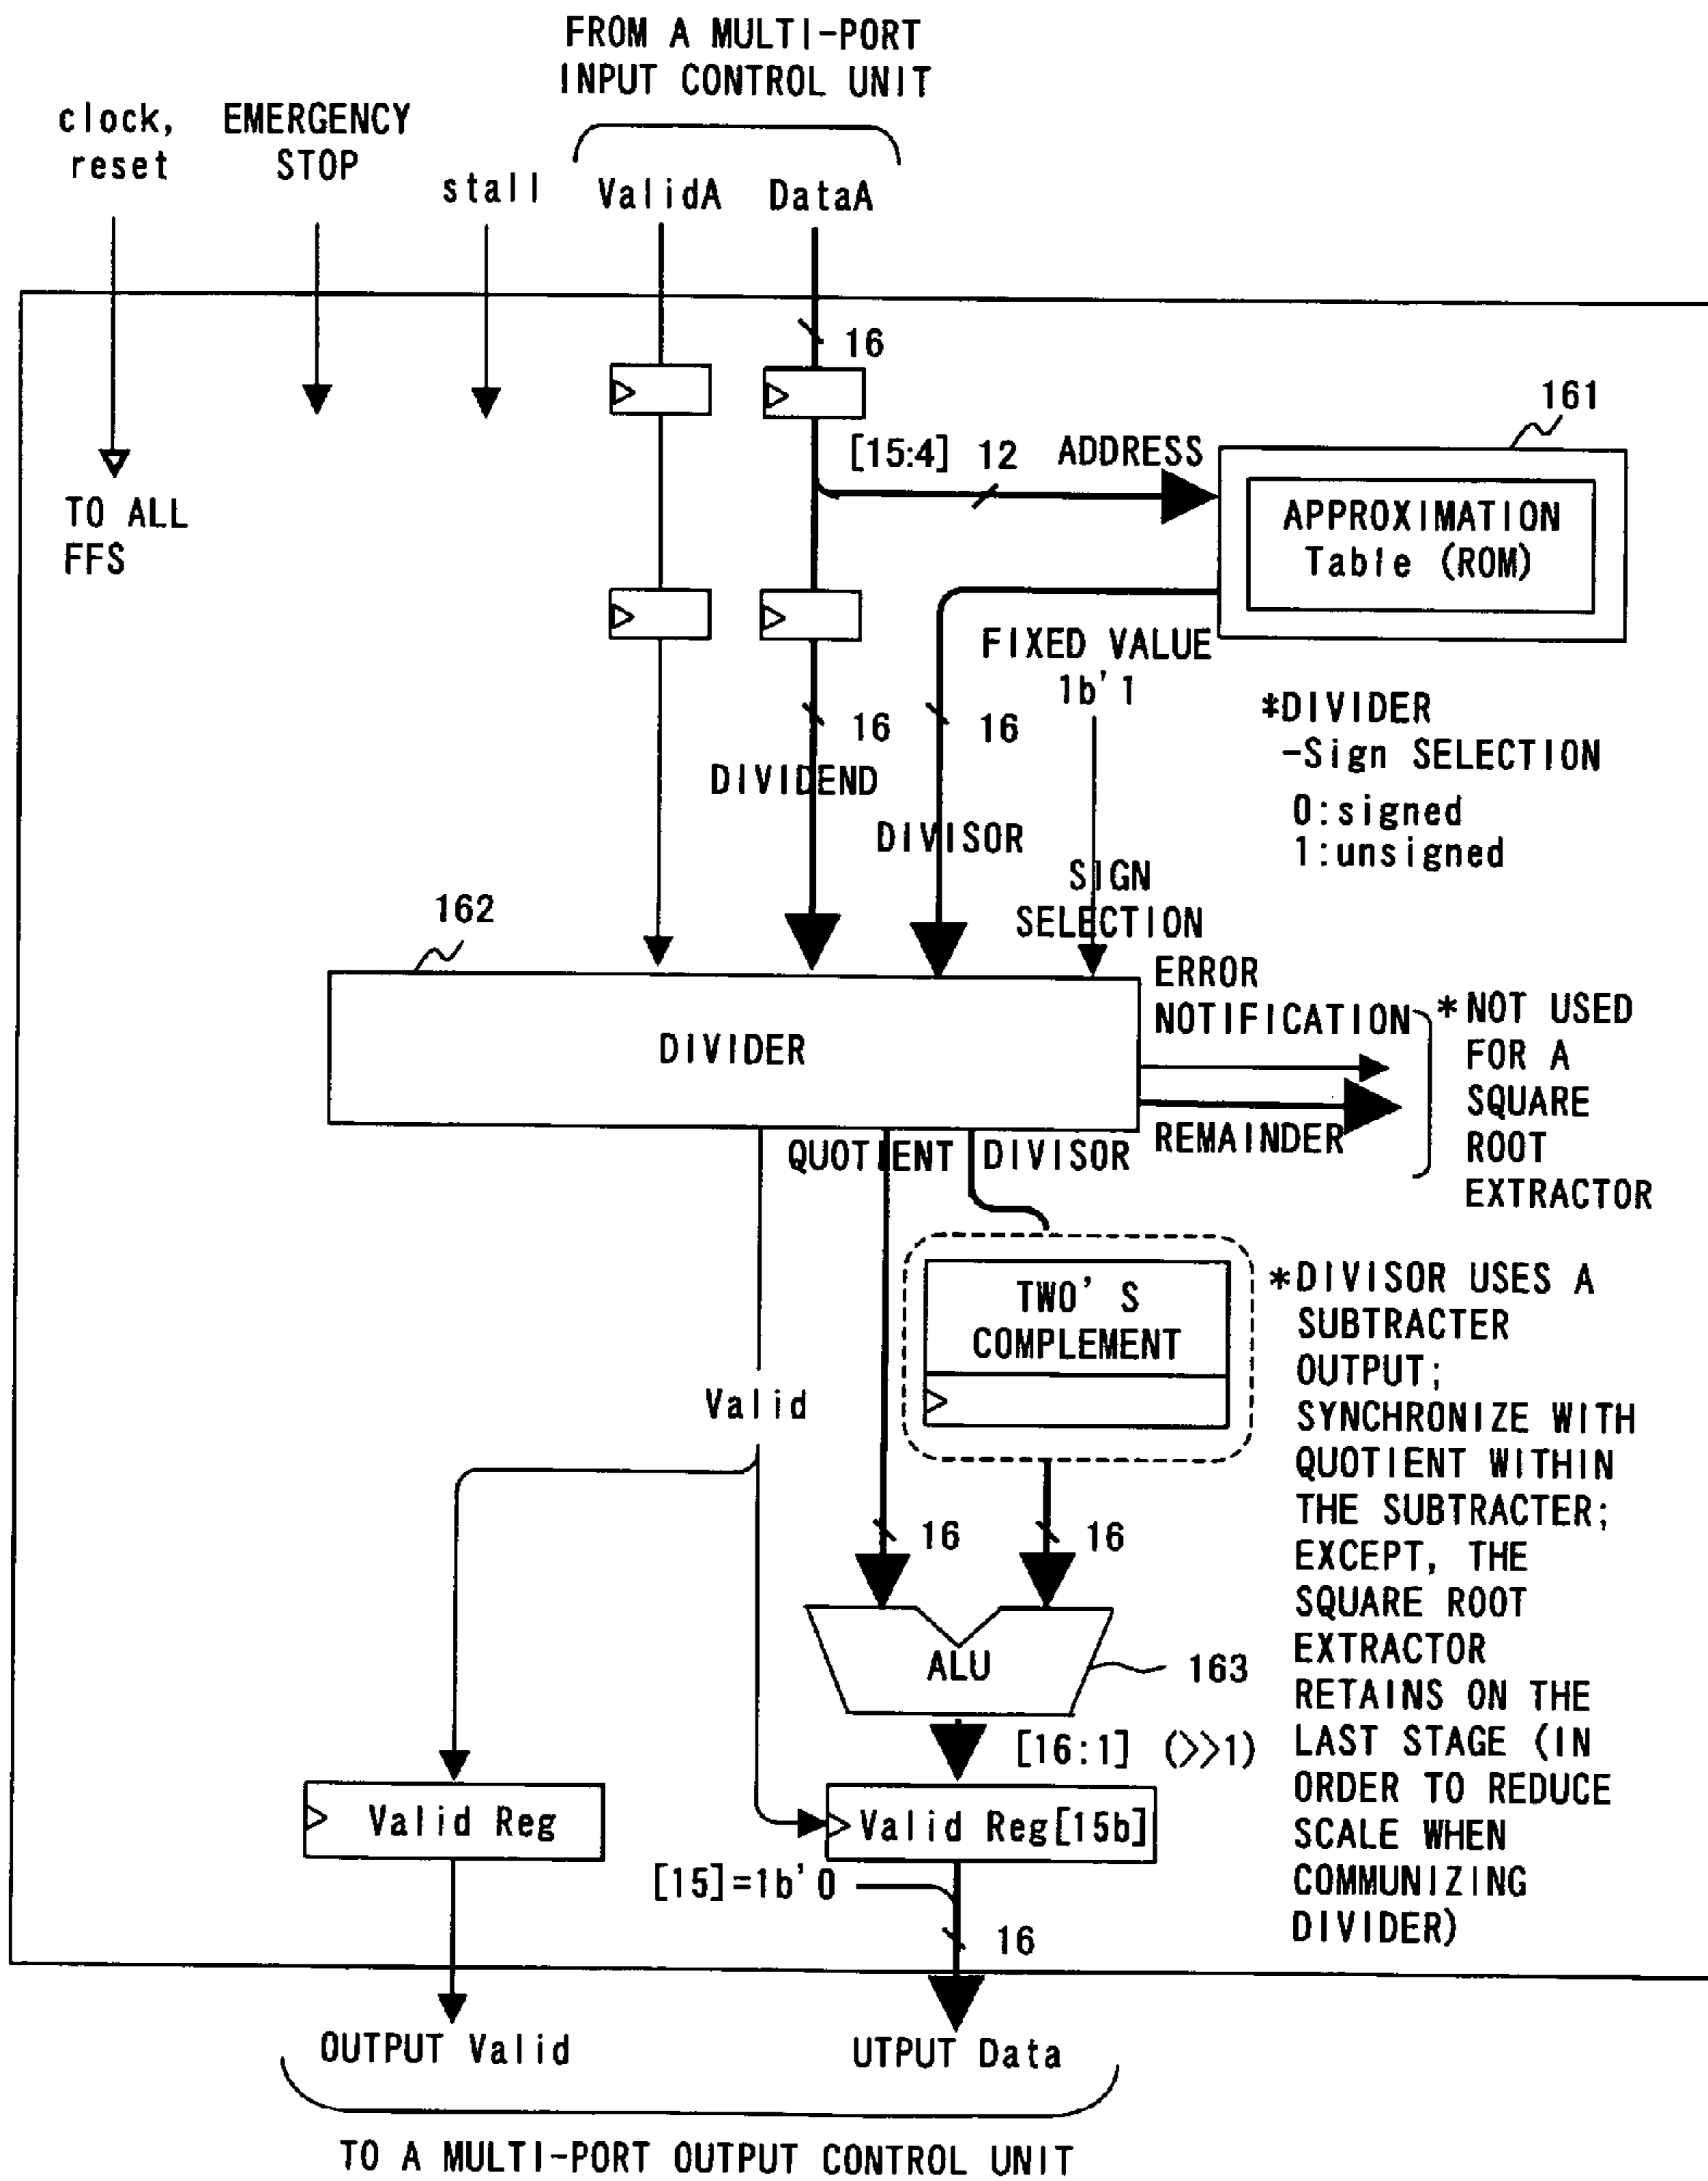 FROM A MULTI-PORT
INPUT CONTROL UNIT
clock,
reset
EMERGENCY
STOP
stall
ValidA
DataA
16
161
[15:4]
12
ADDRESS
TO ALL
FFS
APPROXIMATION
Table (ROM)
FIXED VALUE
1b'1
16
16
*DIVIDER
-Sign SELECTION
0:signed
1:unsigned
DIVIDEND
DIVISOR
SIGN
SELECTION
162
DIVIDER
ERROR
NOTIFICATION
REMAINDER
*NOT USED
FOR A
SQUARE
ROOT
EXTRACTOR
QUOTIENT
DIVISOR
TWO'S
COMPLEMENT
*DIVISOR USES A
SUBTRACTER
OUTPUT;
SYNCHRONIZE WITH
QUOTIENT WITHIN
THE SUBTRACTER;
EXCEPT, THE
SQUARE ROOT
EXTRACTOR
RETAINS ON THE
LAST STAGE (IN
ORDER TO REDUCE
SCALE WHEN
COMMUNIZING
DIVIDER)
Valid
16
16
ALU
163
[16:1] (>>1)
Valid Reg
Valid Reg[15b]
[15]=1b'0
16
OUTPUT Valid
UTPUT Data
TO A MULTI-PORT OUTPUT CONTROL UNIT